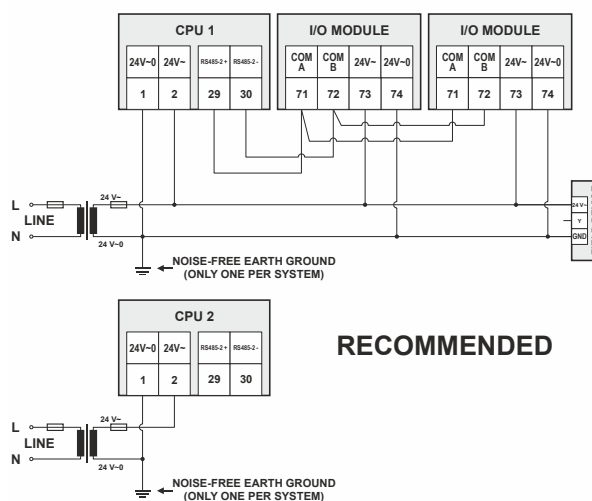 CPU 1
I/O MODULE
I/O MODULE
24V~0 24V~ RS485-2 + RS485-2 -
COM A COM B 24V~ 24V~0
COM A COM B 24V~ 24V~0
1 2 29 30
71 72 73 74
71 72 73 74
L
LINE
N
24 V~
24 V~0
24 V~
Y
GND
NOISE-FREE EARTH GROUND
(ONLY ONE PER SYSTEM)
CPU 2
24V~0 24V~ RS485-2 + RS485-2 -
1 2 29 30
RECOMMENDED
L
LINE
N
24 V~
24 V~0
NOISE-FREE EARTH GROUND
(ONLY ONE PER SYSTEM)